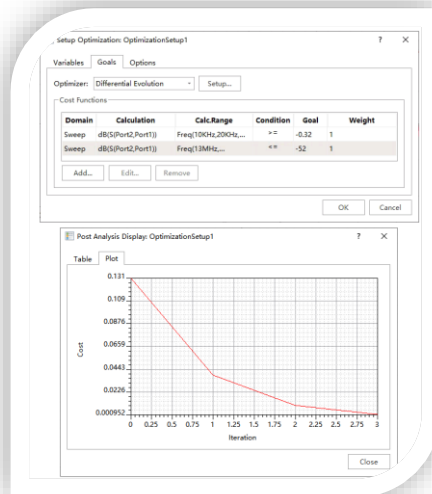 Setup Optimization: OptimizationSetup1 ? ×
Variables Goals Options
Optimizer: Differential Evolution Setup...
Cost Functions
Domain Calculation Calc.Range Condition Goal Weight
Sweep dB(S(Port2,Port1)) Freq(10KHz,20KHz,... >= -0.32 1
Sweep dB(S(Port2,Port1)) Freq(13MHz,... <= -52 1
Add... Edit... Remove
OK Cancel
Post Analysis Display: OptimizationSetup1 ? ×
Table Plot
0.131
0.109
0.0876
0.0659
0.0443
0.0226
0.000952
Cost
0 0.25 0.5 0.75 1 1.25 1.5 1.75 2 2.25 2.5 2.75 3
Iteration
Close